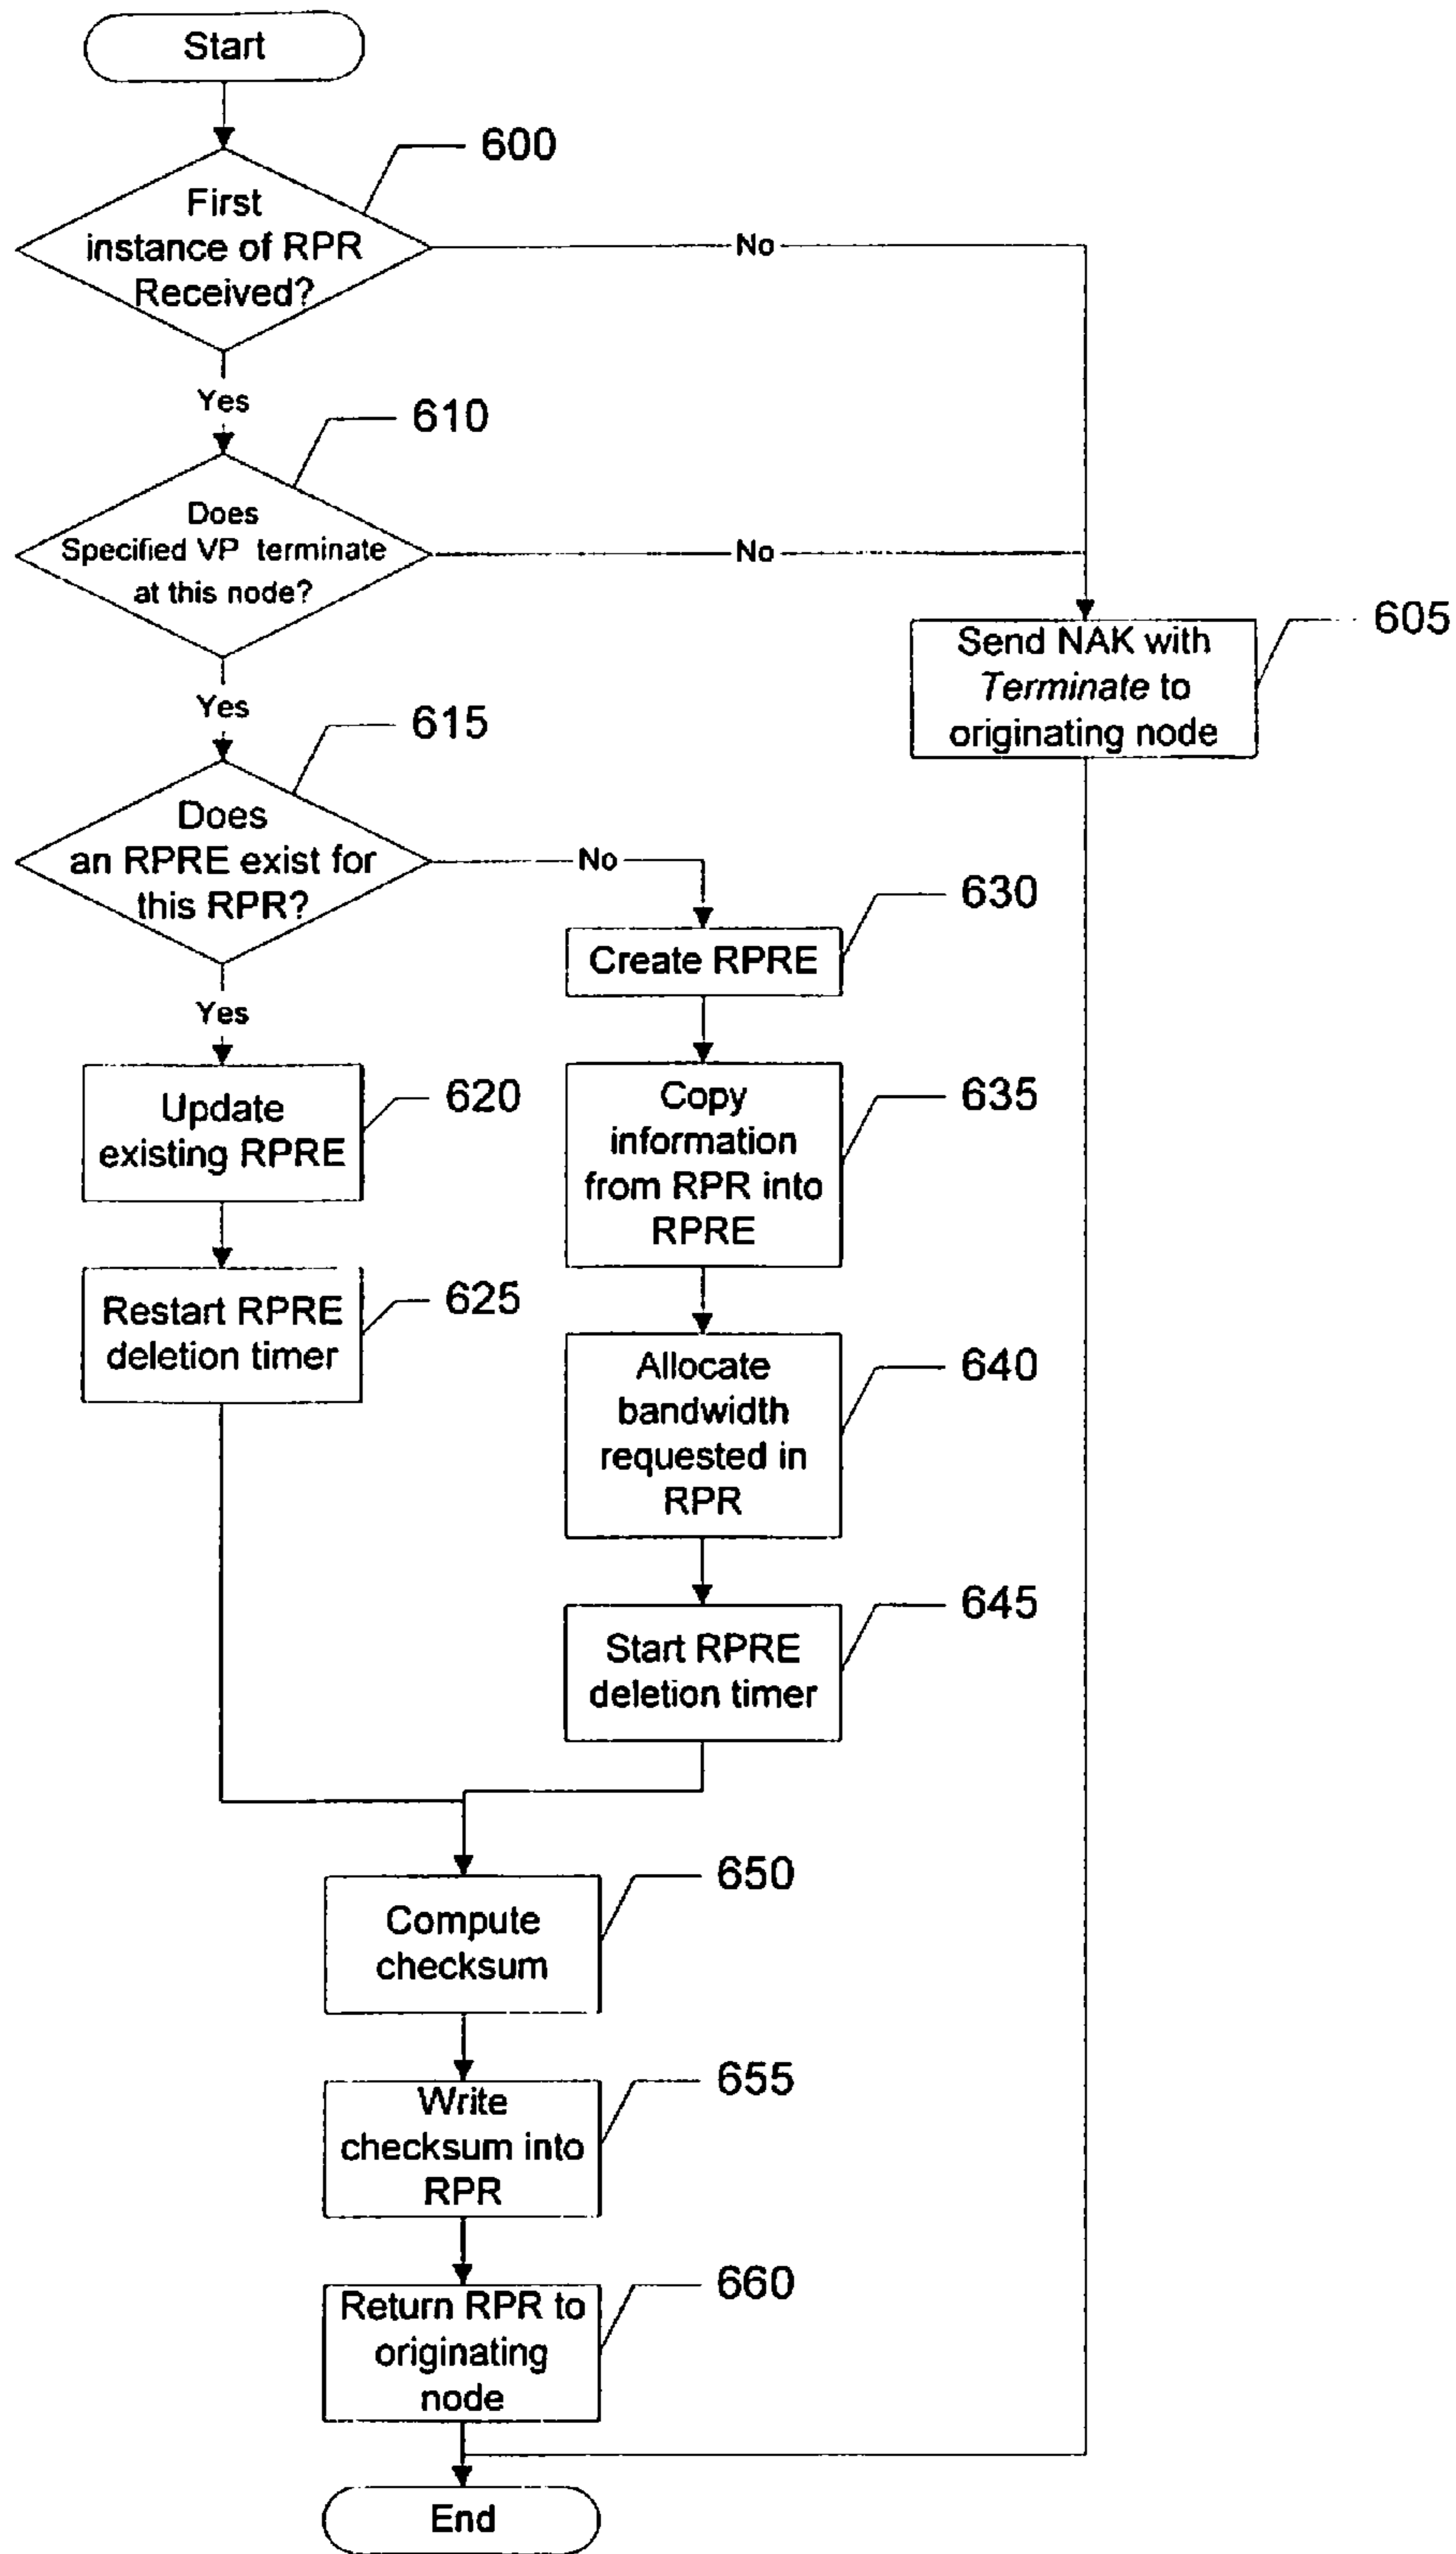 Start
600
First
instance of RPR
Received?
No
Yes
610
Does
Specified VP terminate
at this node?
No
605
Send NAK with
Terminate to
originating node
Yes
615
Does
an RPRE exist for
this RPR?
No
630
Create RPRE
Yes
620
Update
existing RPRE
635
Copy
information
from RPR into
RPRE
625
Restart RPRE
deletion timer
640
Allocate
bandwidth
requested in
RPR
645
Start RPRE
deletion timer
650
Compute
checksum
655
Write
checksum into
RPR
660
Return RPR to
originating
node
End